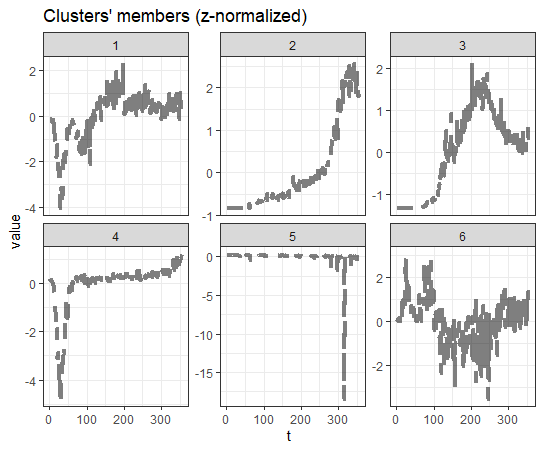 Clusters' members (z-normalized)
1 2 3
2 0 -2 -4
2 1 0 -1
2 1 0 -1
value
4 5 6
0 -2 -4
0 -5 -10 -15
2 0 -2
0 100 200 300 0 100 200 300 0 100 200 300
t